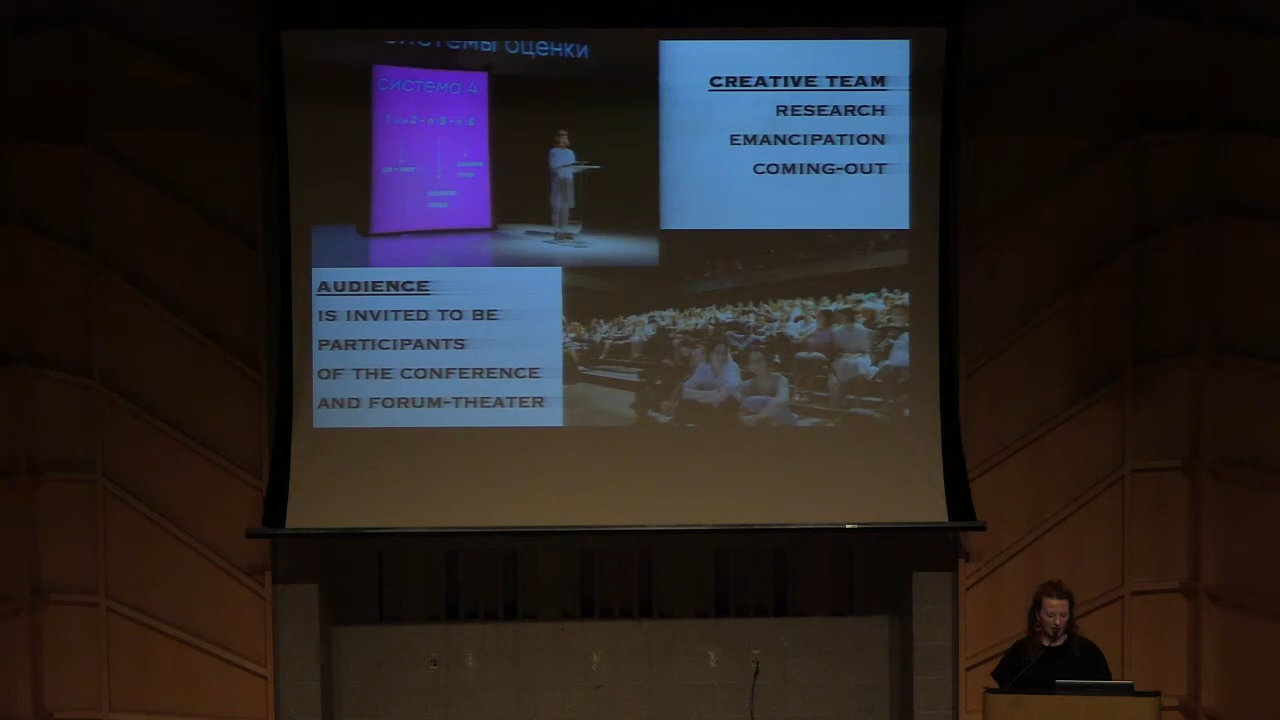 системы оценки
система 4
CREATIVE TEAM
RESEARCH
EMANCIPATION
COMING-OUT
AUDIENCE
IS INVITED TO BE
PARTICIPANTS
OF THE CONFERENCE
AND FORUM-THEATER